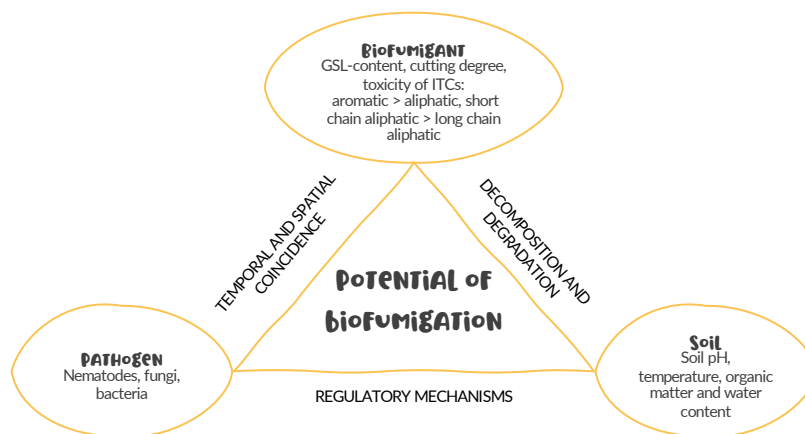 BIOFUMIGANT
GSL-content, cutting degree,
toxicity of ITCs:
aromatic > aliphatic, short
chain aliphatic > long chain
aliphatic
TEMPORAL AND SPATIAL
COINCIDENCE
DECOMPOSITION AND
DEGRADATION
POTENTIAL OF
BIOFUMIGATION
PATHOGEN
Nematodes, fungi,
bacteria
REGULATORY MECHANISMS
SOIL
Soil pH,
temperature, organic
matter and water
content